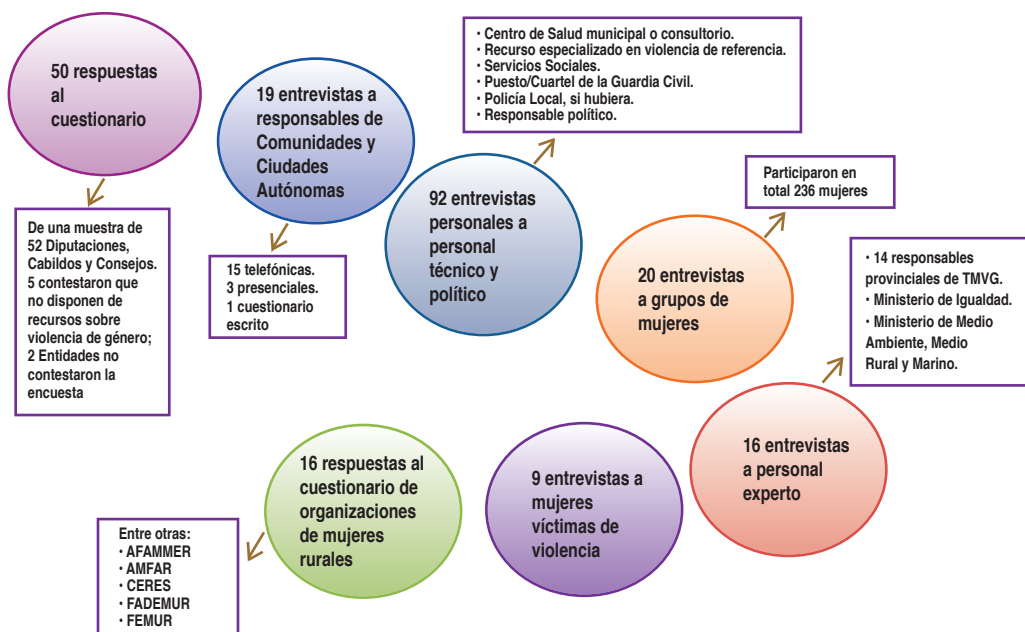 50 respuestas
al
cuestionario
De una muestra de
52 Diputaciones,
Cabildos y Consejos.
5 contestaron que
no disponen de
recursos sobre
violencia de género;
2 Entidades no
contestaron la
encuesta
19 entrevistas a
responsables de
Comunidades y
Ciudades
Autónomas
15 telefónicas.
3 presenciales.
1 cuestionario
escrito
• Centro de Salud municipal o consultorio.
• Recurso especializado en violencia de referencia.
• Servicios Sociales.
• Puesto/Cuartel de la Guardia Civil.
• Policía Local, si hubiera.
• Responsable político.
92 entrevistas
personales a
personal
técnico y
político
Participaron en
total 236 mujeres
20 entrevistas
a grupos de
mujeres
• 14 responsables
provinciales de TMVG.
• Ministerio de Igualdad.
• Ministerio de Medio
Ambiente, Medio
Rural y Marino.
16 entrevistas
a personal
experto
9 entrevistas a
mujeres
víctimas de
violencia
16 respuestas al
cuestionario de
organizaciones
de mujeres
rurales
Entre otras:
• AFAMMER
• AMFAR
• CERES
• FADEMUR
• FEMUR